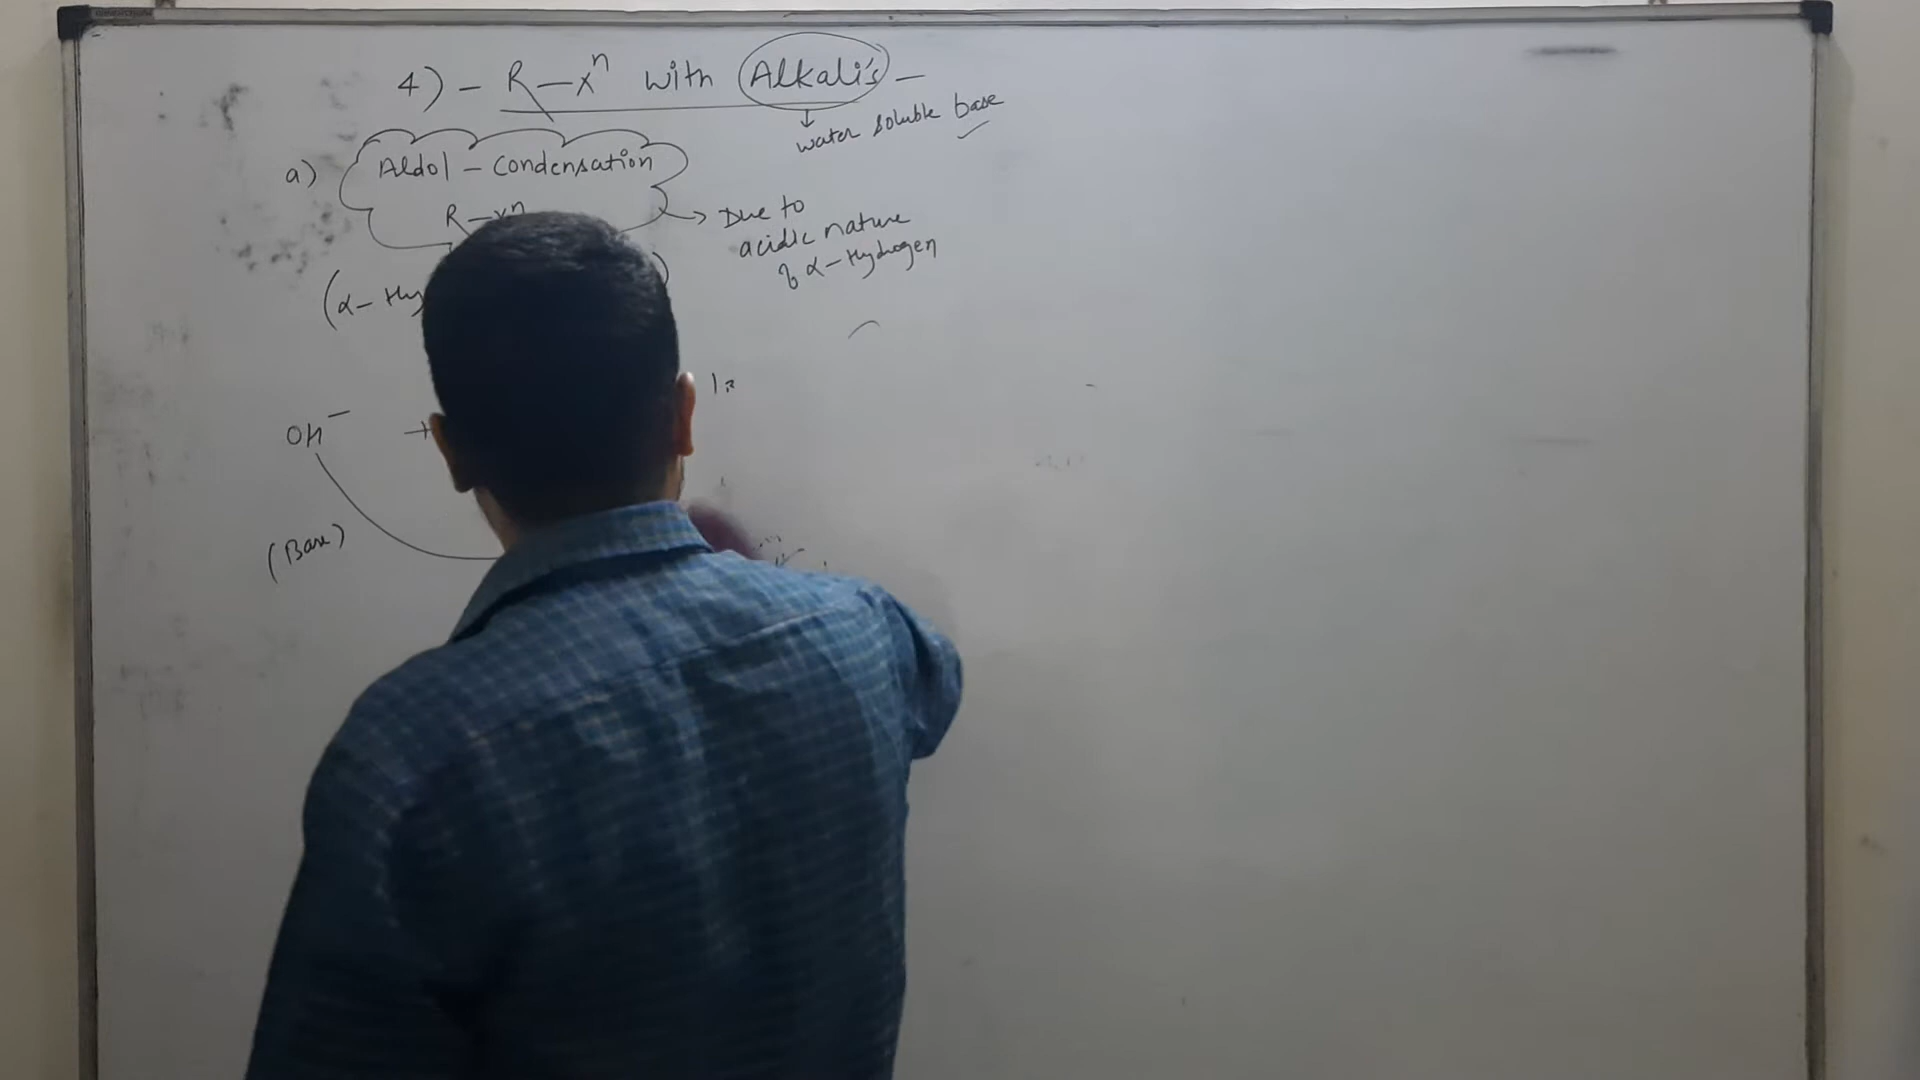 4) - R-xⁿ with Alkali's -
↓
water soluble base
a) Aldol - Condensation
R-xⁿ
→ Due to
acidic nature
of α-Hydrogen
(α- Hy )
OH⁻ +
(Base)